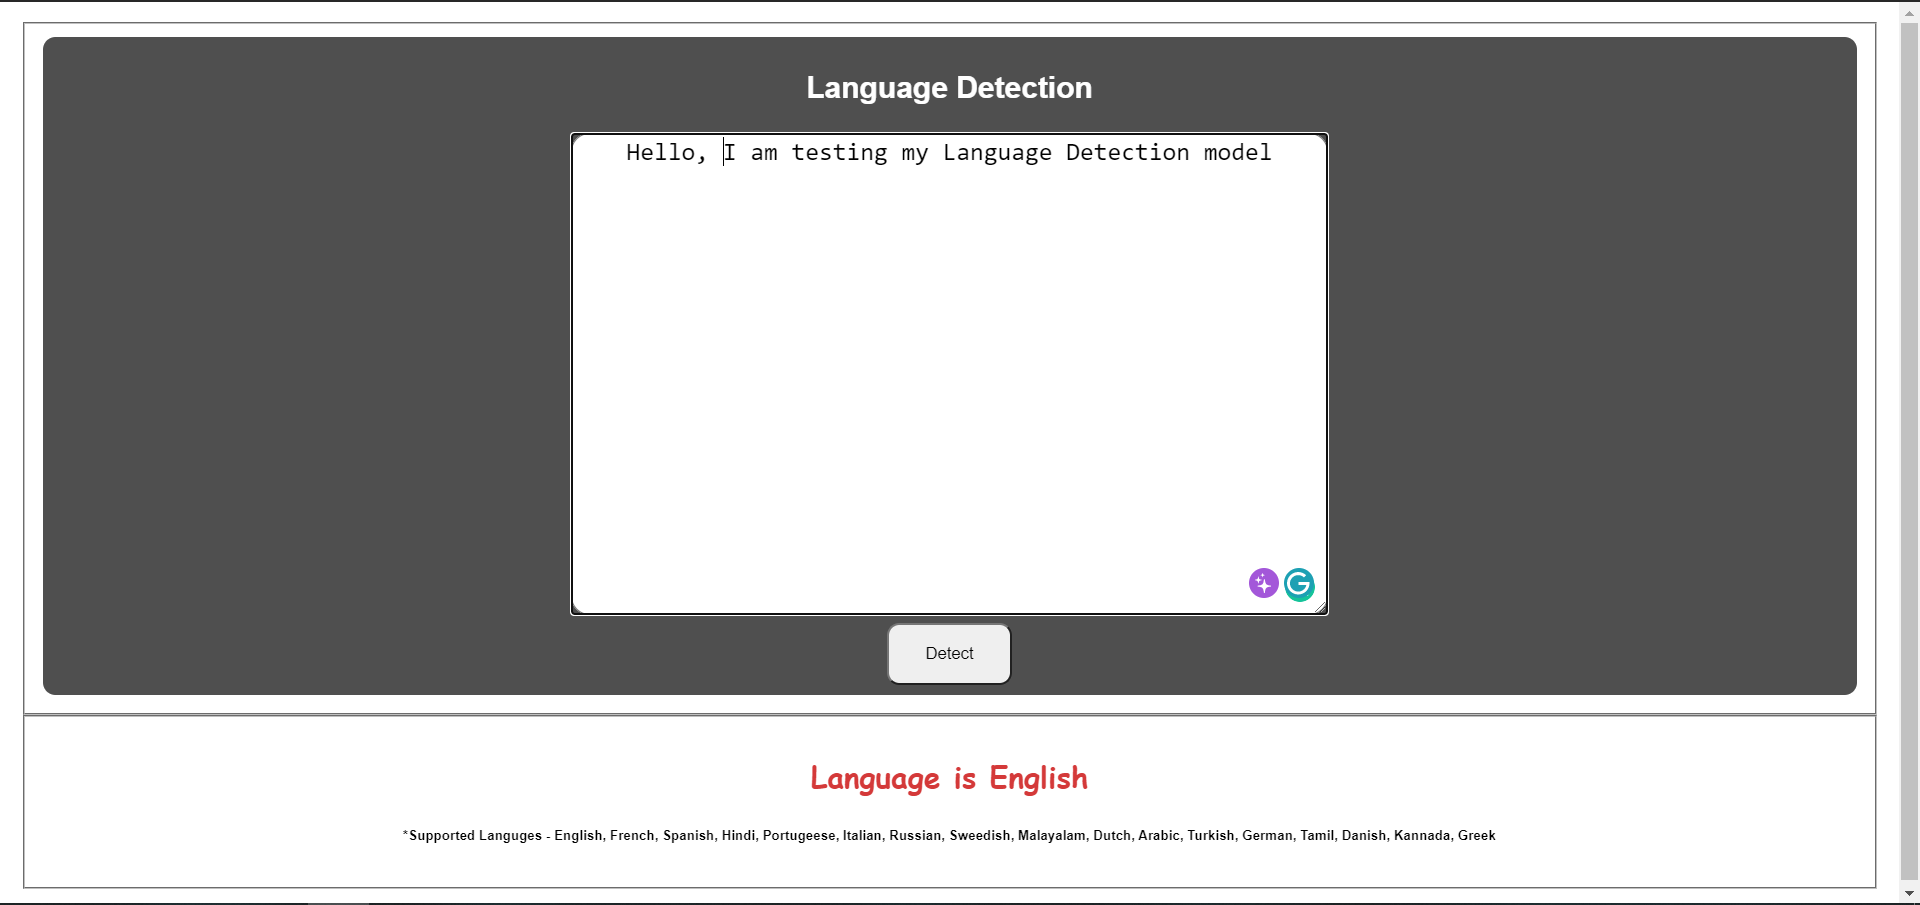 Language Detection
Hello, I am testing my Language Detection model
Detect
Language is English
*Supported Languges - English, French, Spanish, Hindi, Portugeese, Italian, Russian, Sweedish, Malayalam, Dutch, Arabic, Turkish, German, Tamil, Danish, Kannada, Greek